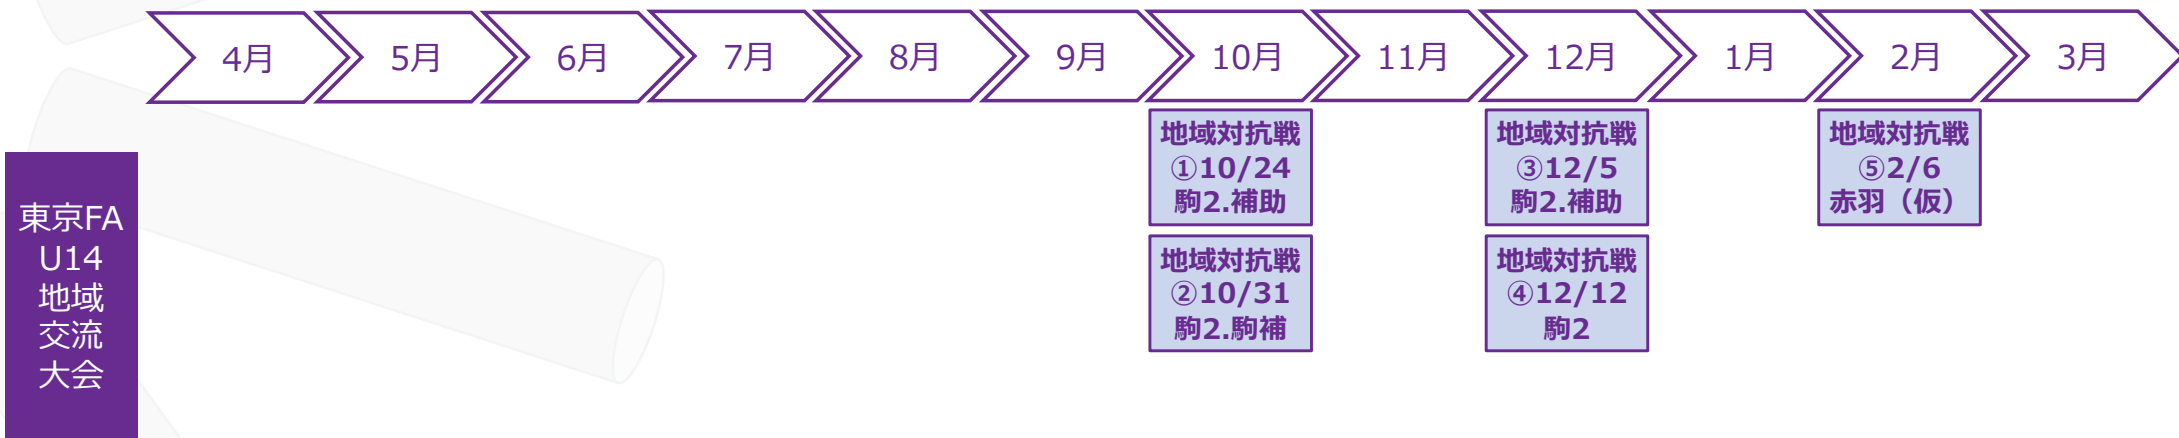 4月 5月 6月 7月 8月 9月 10月 11月 12月 1月 2月 3月
東京FA
U14
地域
交流
大会
地域対抗戦
①10/24
駒2.補助
地域対抗戦
②10/31
駒2.駒補
地域対抗戦
③12/5
駒2.補助
地域対抗戦
④12/12
駒2
地域対抗戦
⑤2/6
赤羽（仮）